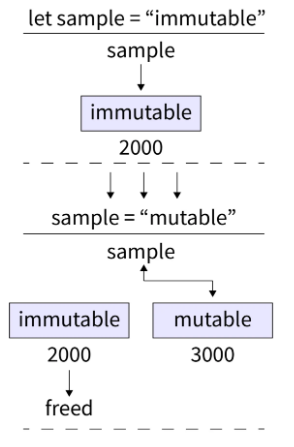 let sample = “immutable”
sample
immutable
2000
sample = “mutable”
sample
immutable mutable
2000 3000
freed